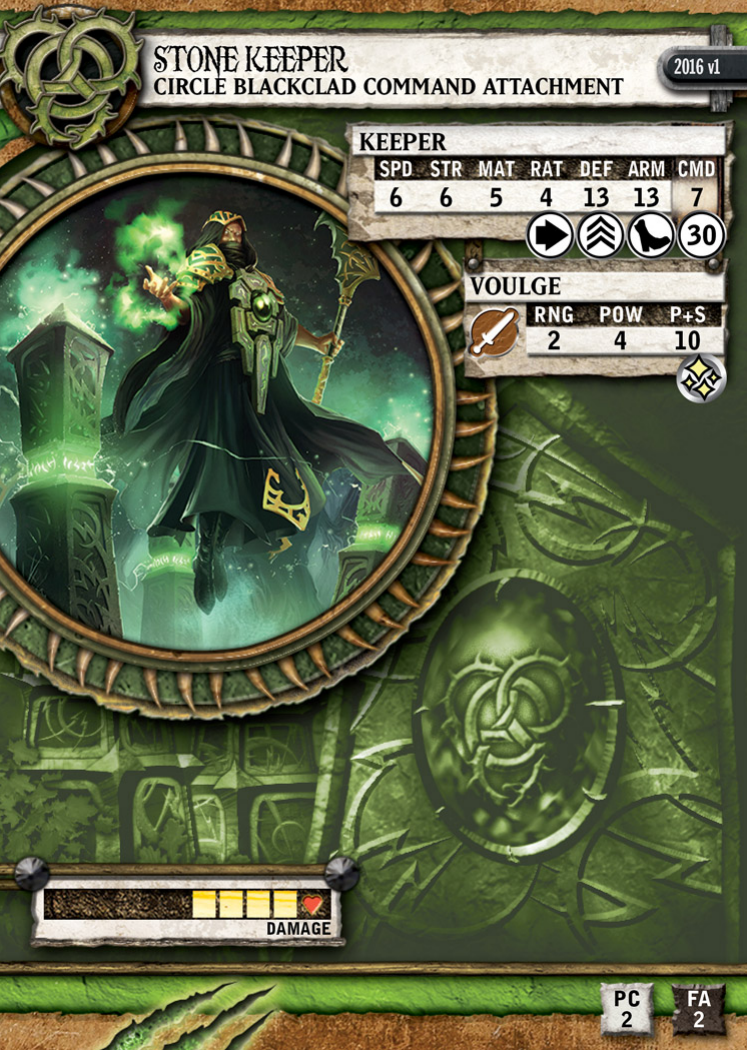 STONE KEEPER
CIRCLE BLACKCLAD COMMAND ATTACHMENT
2016 v1
KEEPER
SPD STR MAT RAT DEF ARM CMD
6 6 5 4 13 13 7
30
VOULGE
RNG POW P+S
2 4 10
DAMAGE
PC FA
2 2